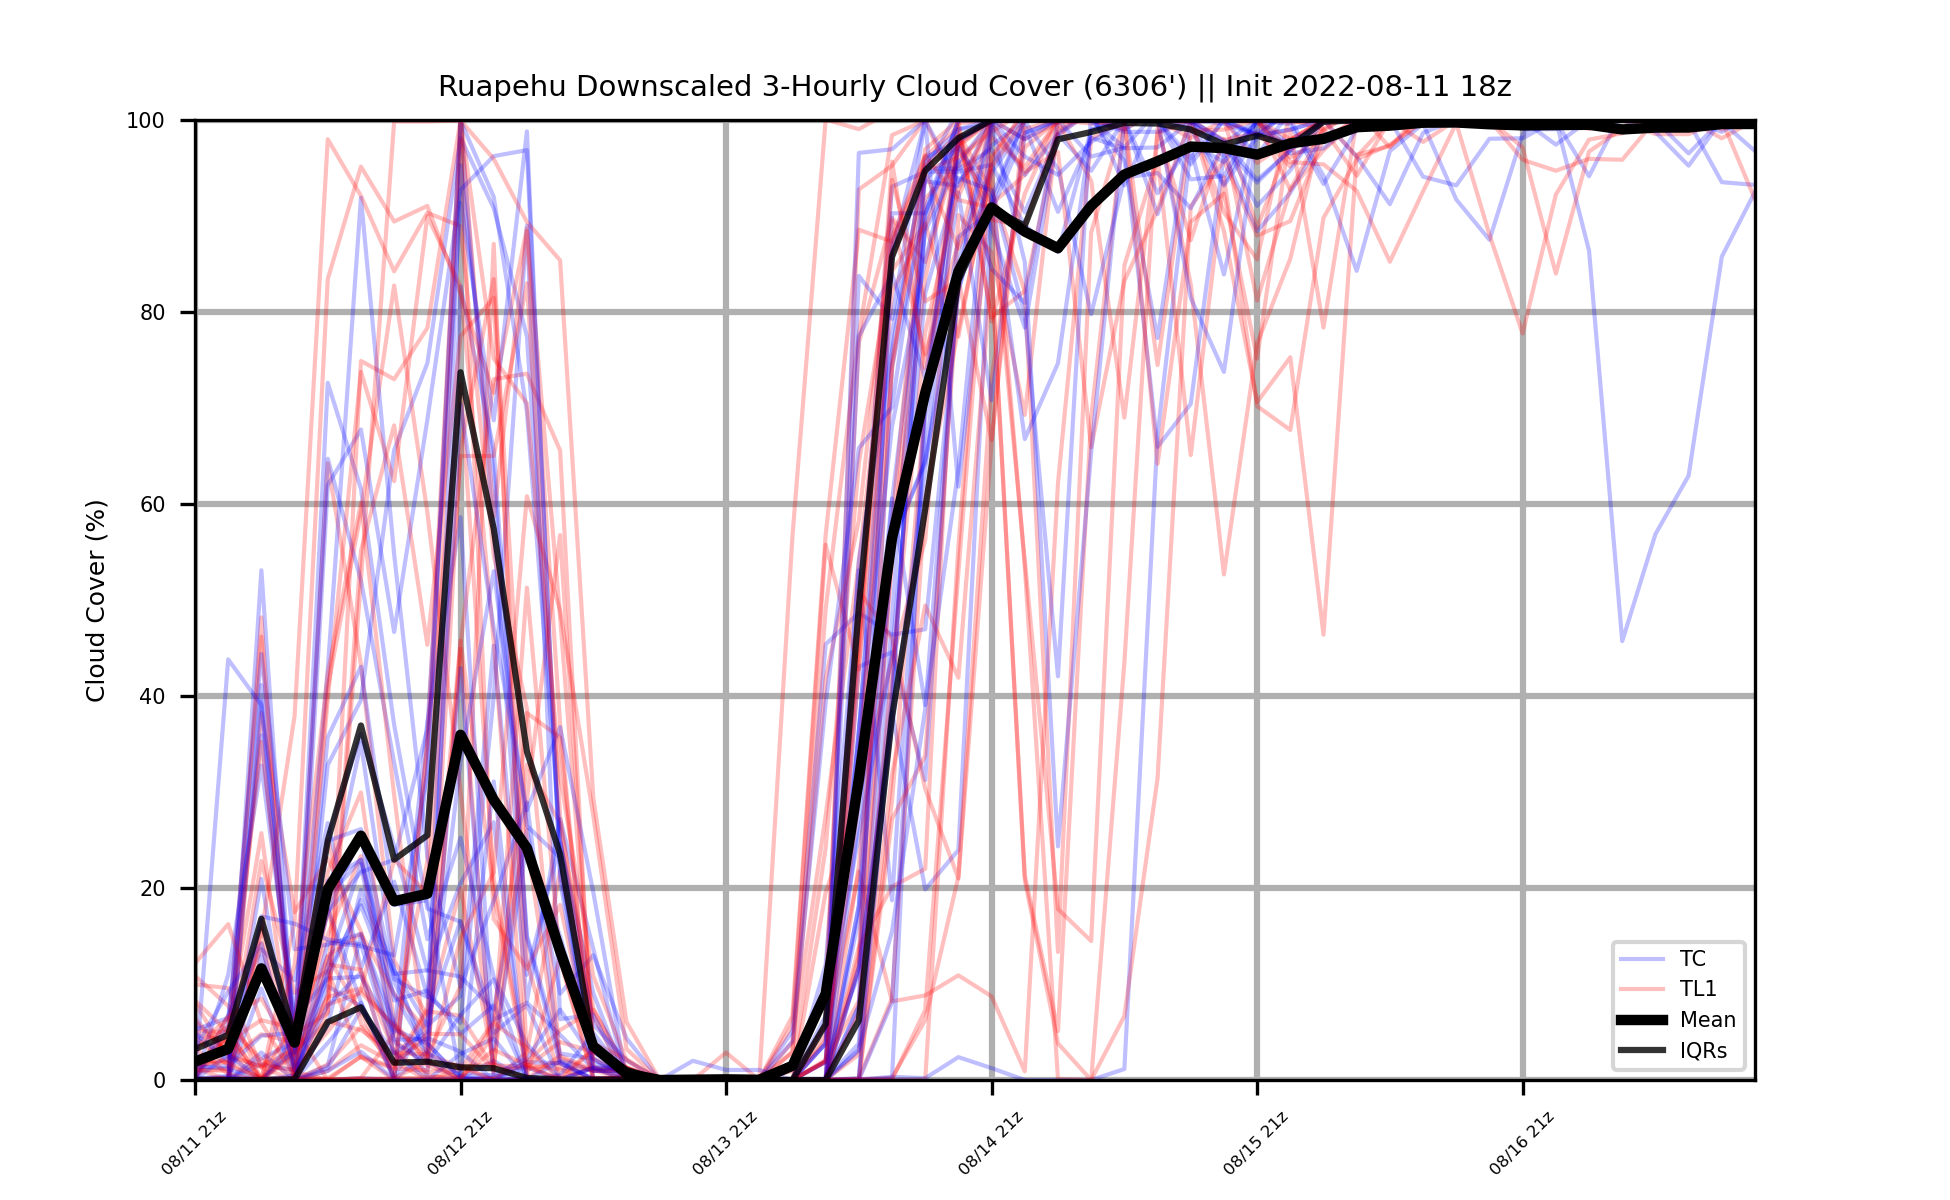 Ruapehu Downscaled 3-Hourly Cloud Cover (6306') || Init 2022-08-11 18z
100
80
60
40
20
0
Cloud Cover (%)
TC
TL1
Mean
IQRs
08/11 21z
08/12 21z
08/13 21z
08/14 21z
08/15 21z
08/16 21z